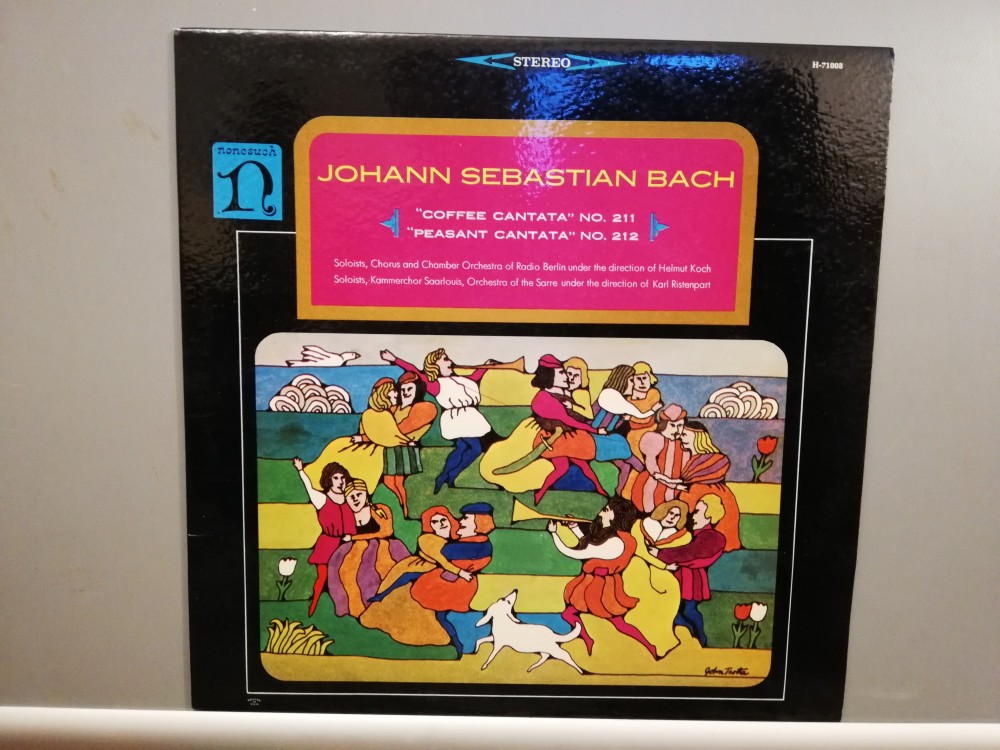 STEREO
H-71008
nonesuch
n
JOHANN SEBASTIAN BACH
"COFFEE CANTATA" NO. 211
"PEASANT CANTATA" NO. 212
Soloists, Chorus and Chamber Orchestra of Radio Berlin under the direction of Helmut Koch
Soloists, Kammerchor Saarlouis, Orchestra of the Sarre under the direction of Karl Ristenpart